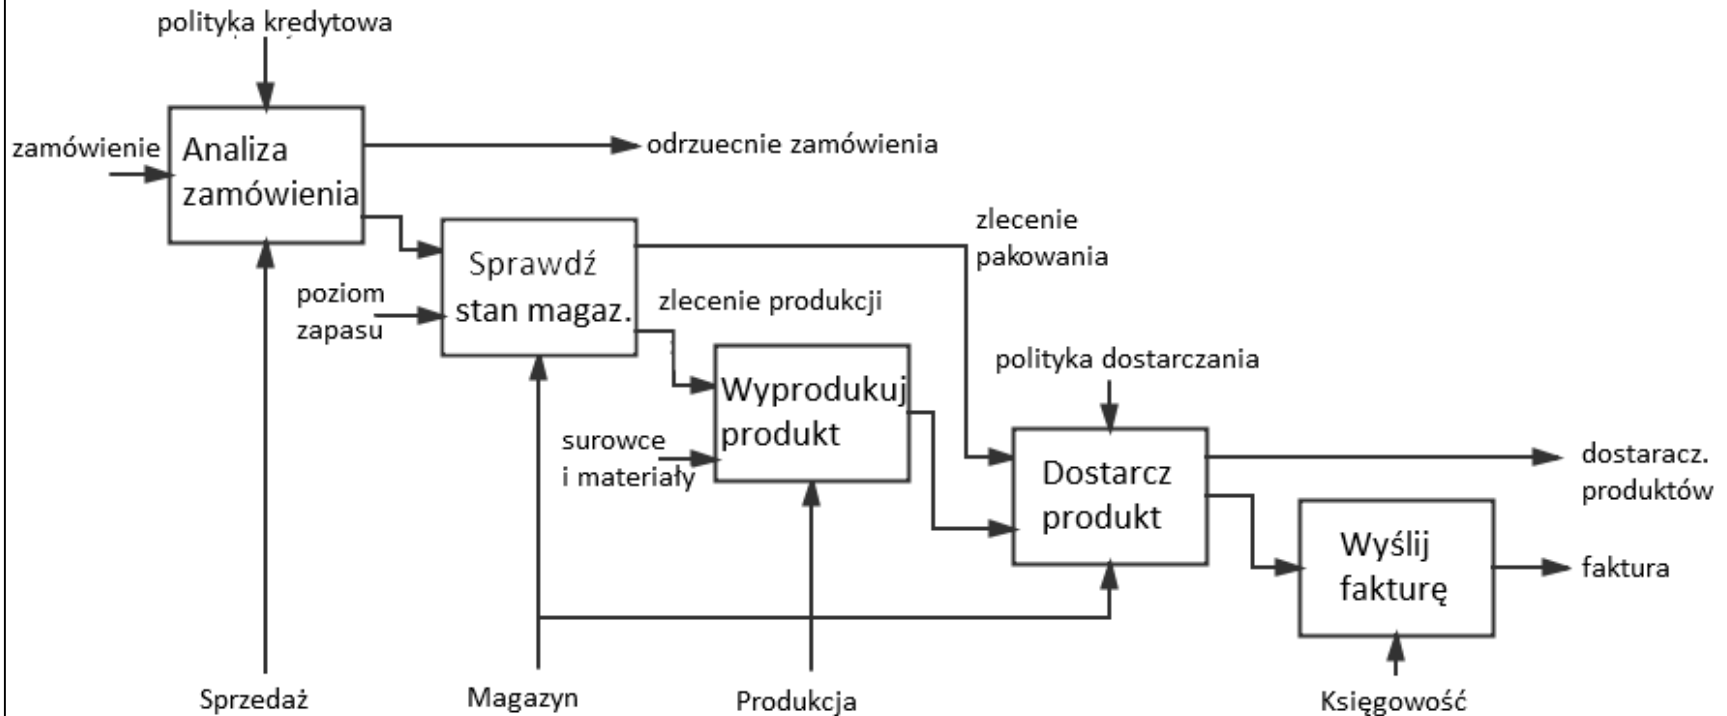 polityka kredytowa
zamówienie
Analiza
zamówienia
odrzuecnie zamówienia
zlecenie
pakowania
Sprawdź
stan magaz.
poziom
zapasu
zlecenie produkcji
polityka dostarczania
Wyprodukuj
produkt
surowce
i materiały
Dostarcz
produkt
dostaracz.
produktów
Wyślij
fakturę
faktura
Sprzedaż
Magazyn
Produkcja
Księgowość